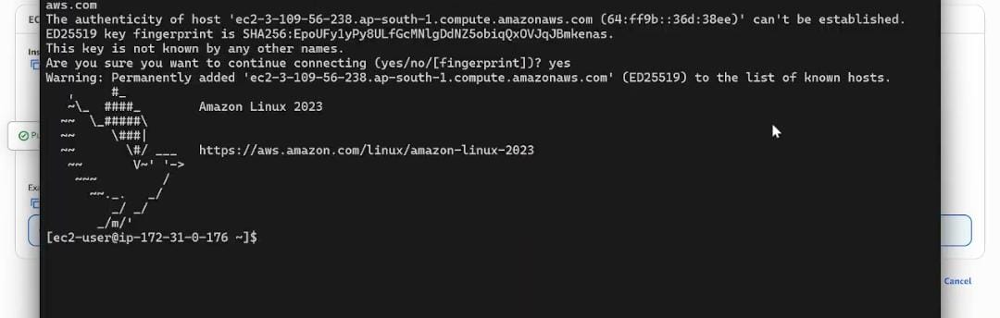 aws.com
The authenticity of host 'ec2-3-109-56-238.ap-south-1.compute.amazonaws.com (64:ff9b::36d:38ee)' can't be established.
ED25519 key fingerprint is SHA256:EpoUFy1yPy8ULfGcMNlgDdNZ5obiqQxOVJqJBmkenas.
This key is not known by any other names.
Are you sure you want to continue connecting (yes/no/[fingerprint])? yes
Warning: Permanently added 'ec2-3-109-56-238.ap-south-1.compute.amazonaws.com' (ED25519) to the list of known hosts.
   ,     #_
   ~\_  ####_        Amazon Linux 2023
  ~~  \_#####\
  ~~     \###|
  ~~       \#/ ___   https://aws.amazon.com/linux/amazon-linux-2023
   ~~       V~' '->
    ~~~         /
      ~~._.   _/
         _/ _/
       _/m/'
[ec2-user@ip-172-31-0-176 ~]$
Cancel